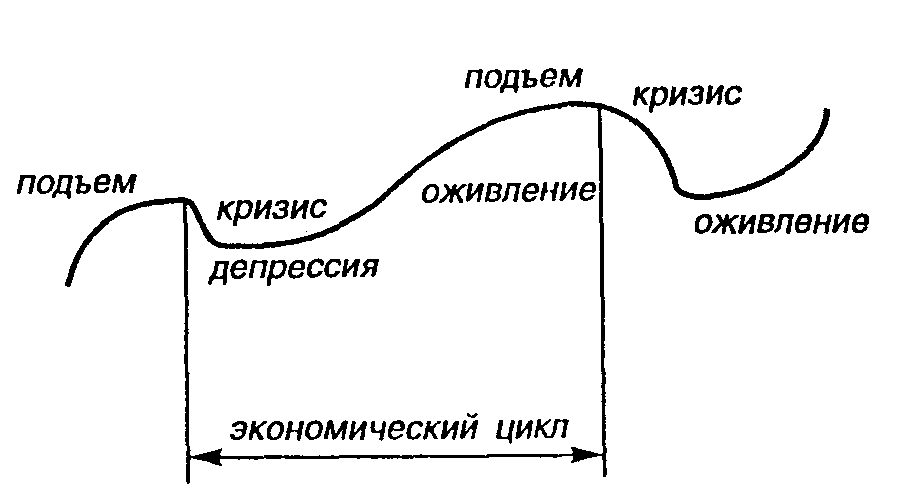 подъем
кризис
подъем
кризис
депрессия
оживление
оживление
экономический цикл